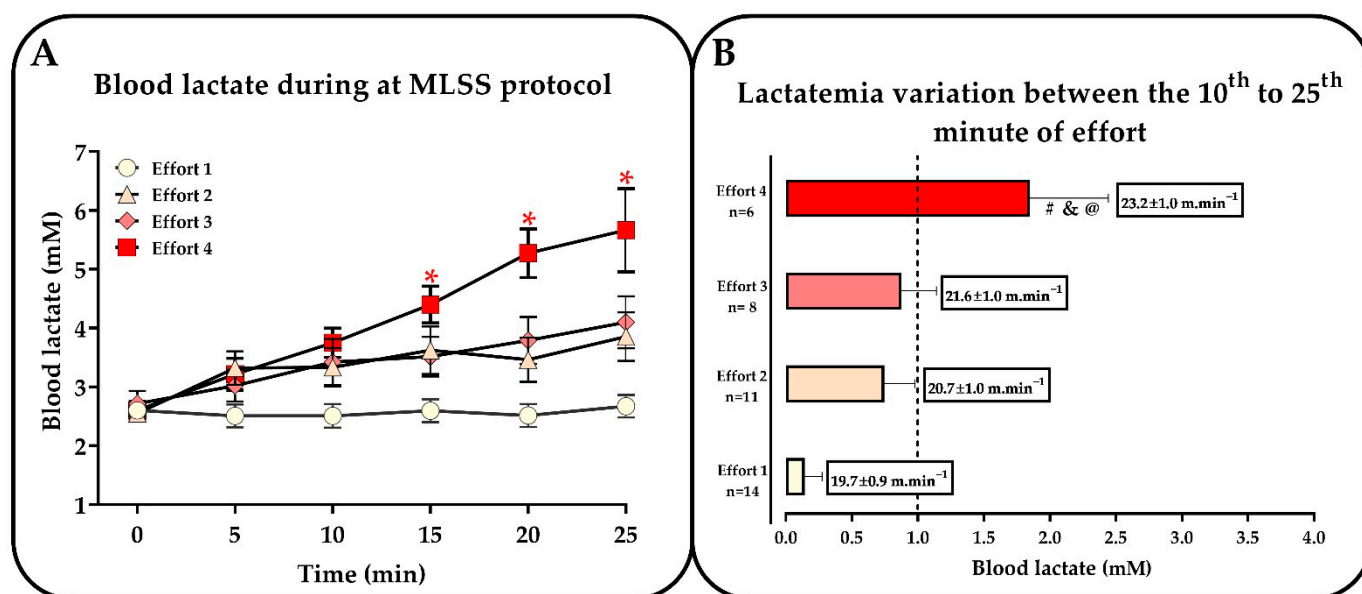 A
Blood lactate during at MLSS protocol
Effort 1
Effort 2
Effort 3
Effort 4
*
*
*
7
6
5
4
3
2
1
Blood lactate (mM)
0 5 10 15 20 25
Time (min)
B
Lactatemia variation between the 10th to 25th
minute of effort
Effort 4
n=6
# & @
23.2±1.0 m.min−1
Effort 3
n= 8
21.6±1.0 m.min−1
Effort 2
n=11
20.7±1.0 m.min−1
Effort 1
n=14
19.7±0.9 m.min−1
0.0 0.5 1.0 1.5 2.0 2.5 3.0 3.5 4.0
Blood lactate (mM)